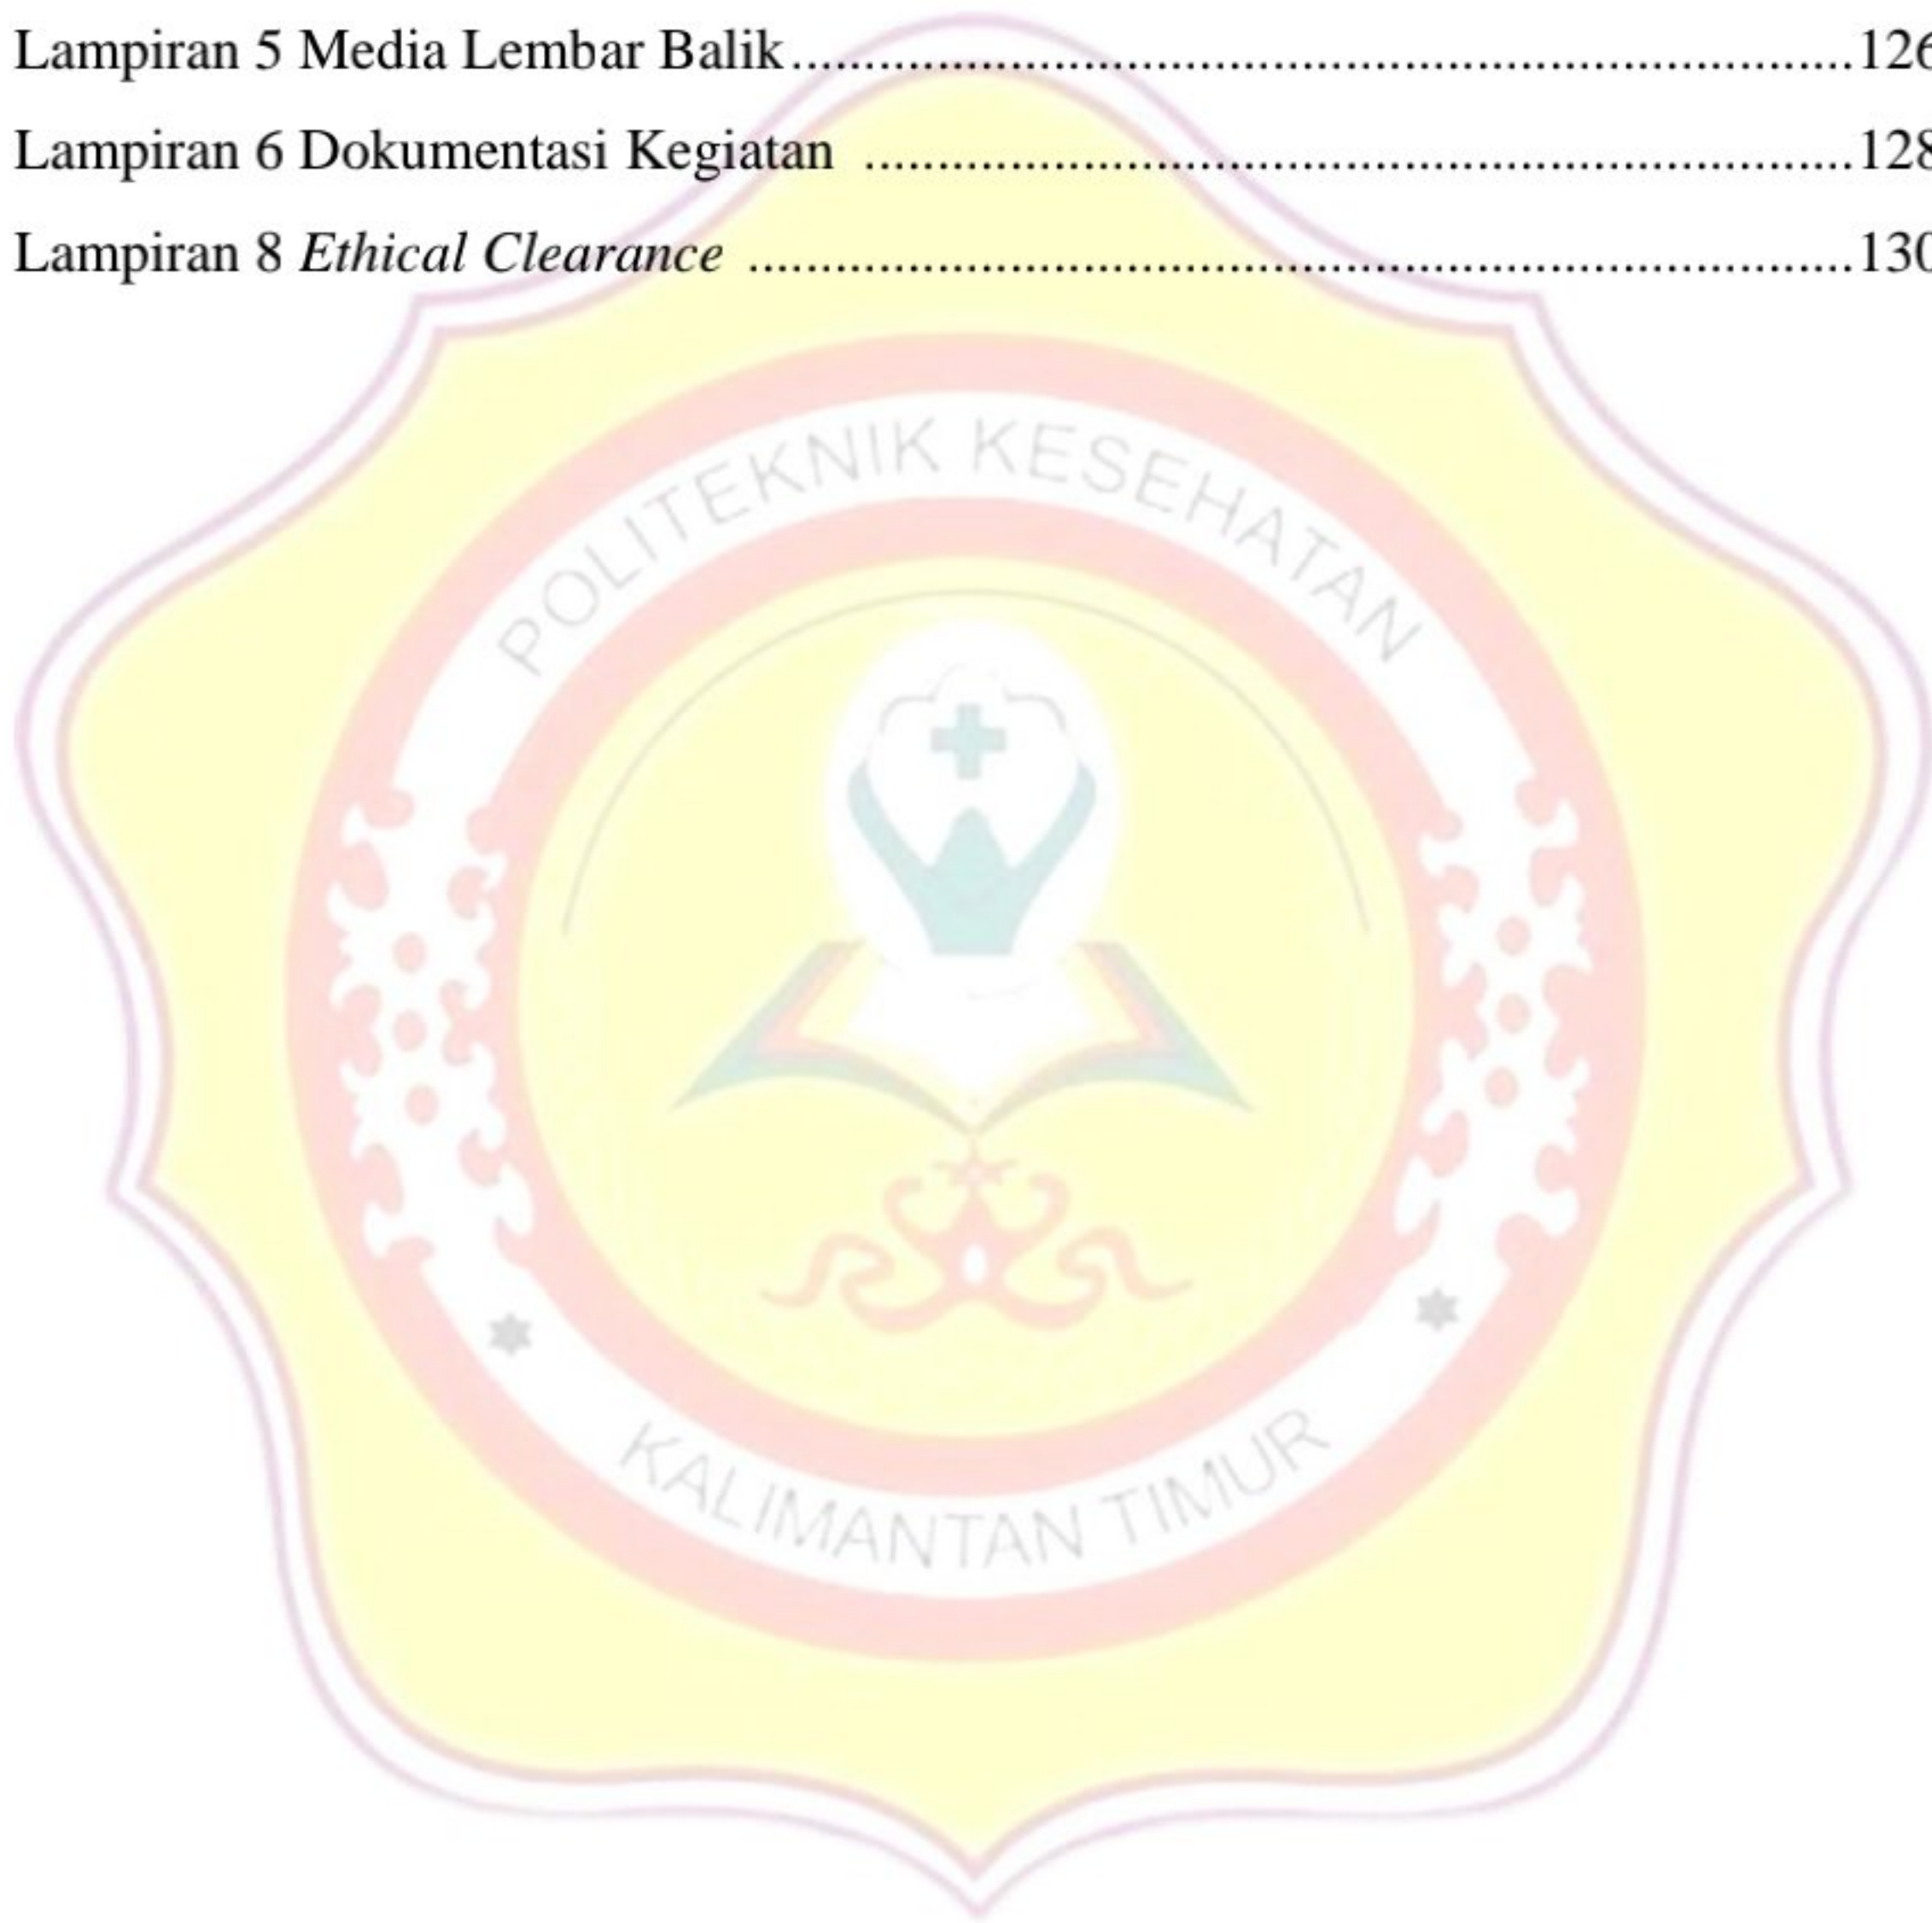 Lampiran 5 Media Lembar Balik..........................................................................126
Lampiran 6 Dokumentasi Kegiatan .....................................................................128
Lampiran 8 Ethical Clearance .............................................................................130
POLITEKNIK KESEHATAN
KALIMANTAN TIMUR